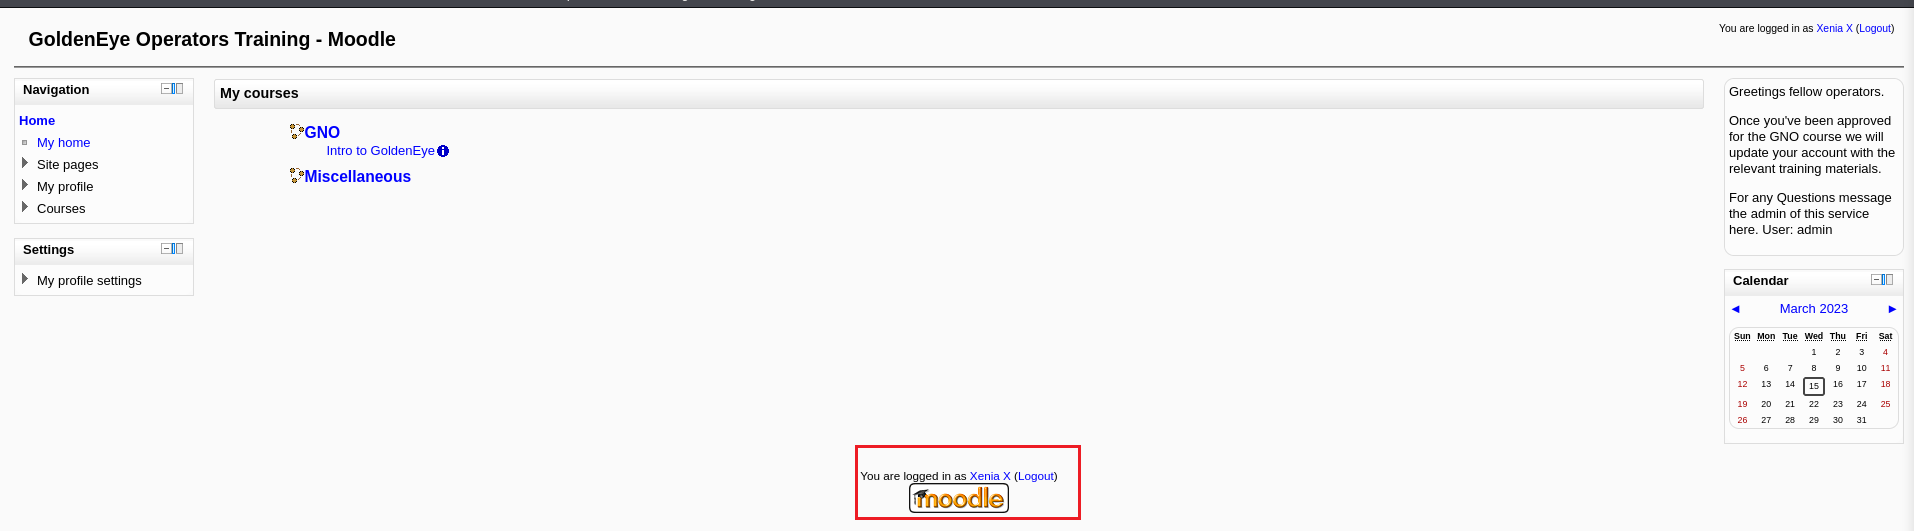 GoldenEye Operators Training - Moodle
You are logged in as Xenia X (Logout)
Navigation
Home
My home
Site pages
My profile
Courses
Settings
My profile settings
My courses
GNO
Intro to GoldenEye
Miscellaneous
Greetings fellow operators.
Once you've been approved
for the GNO course we will
update your account with the
relevant training materials.
For any Questions message
the admin of this service
here. User: admin
Calendar
◄ March 2023 ►
Sun Mon Tue Wed Thu Fri Sat
1 2 3 4
5 6 7 8 9 10 11
12 13 14 15 16 17 18
19 20 21 22 23 24 25
26 27 28 29 30 31
You are logged in as Xenia X (Logout)
moodle